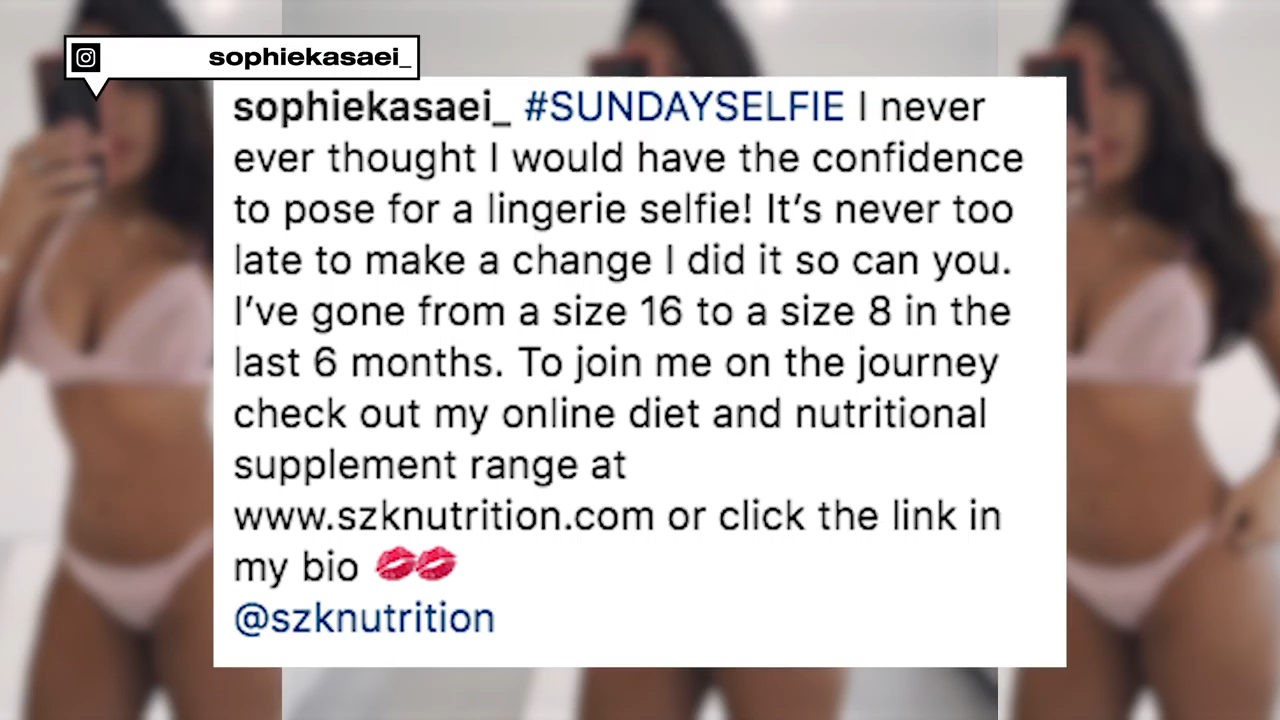 sophiekasaei_
sophiekasaei_ #SUNDAYSELFIE I never
ever thought I would have the confidence
to pose for a lingerie selfie! It’s never too
late to make a change I did it so can you.
I’ve gone from a size 16 to a size 8 in the
last 6 months. To join me on the journey
check out my online diet and nutritional
supplement range at
www.szknutrition.com or click the link in
my bio 💋💋
@szknutrition